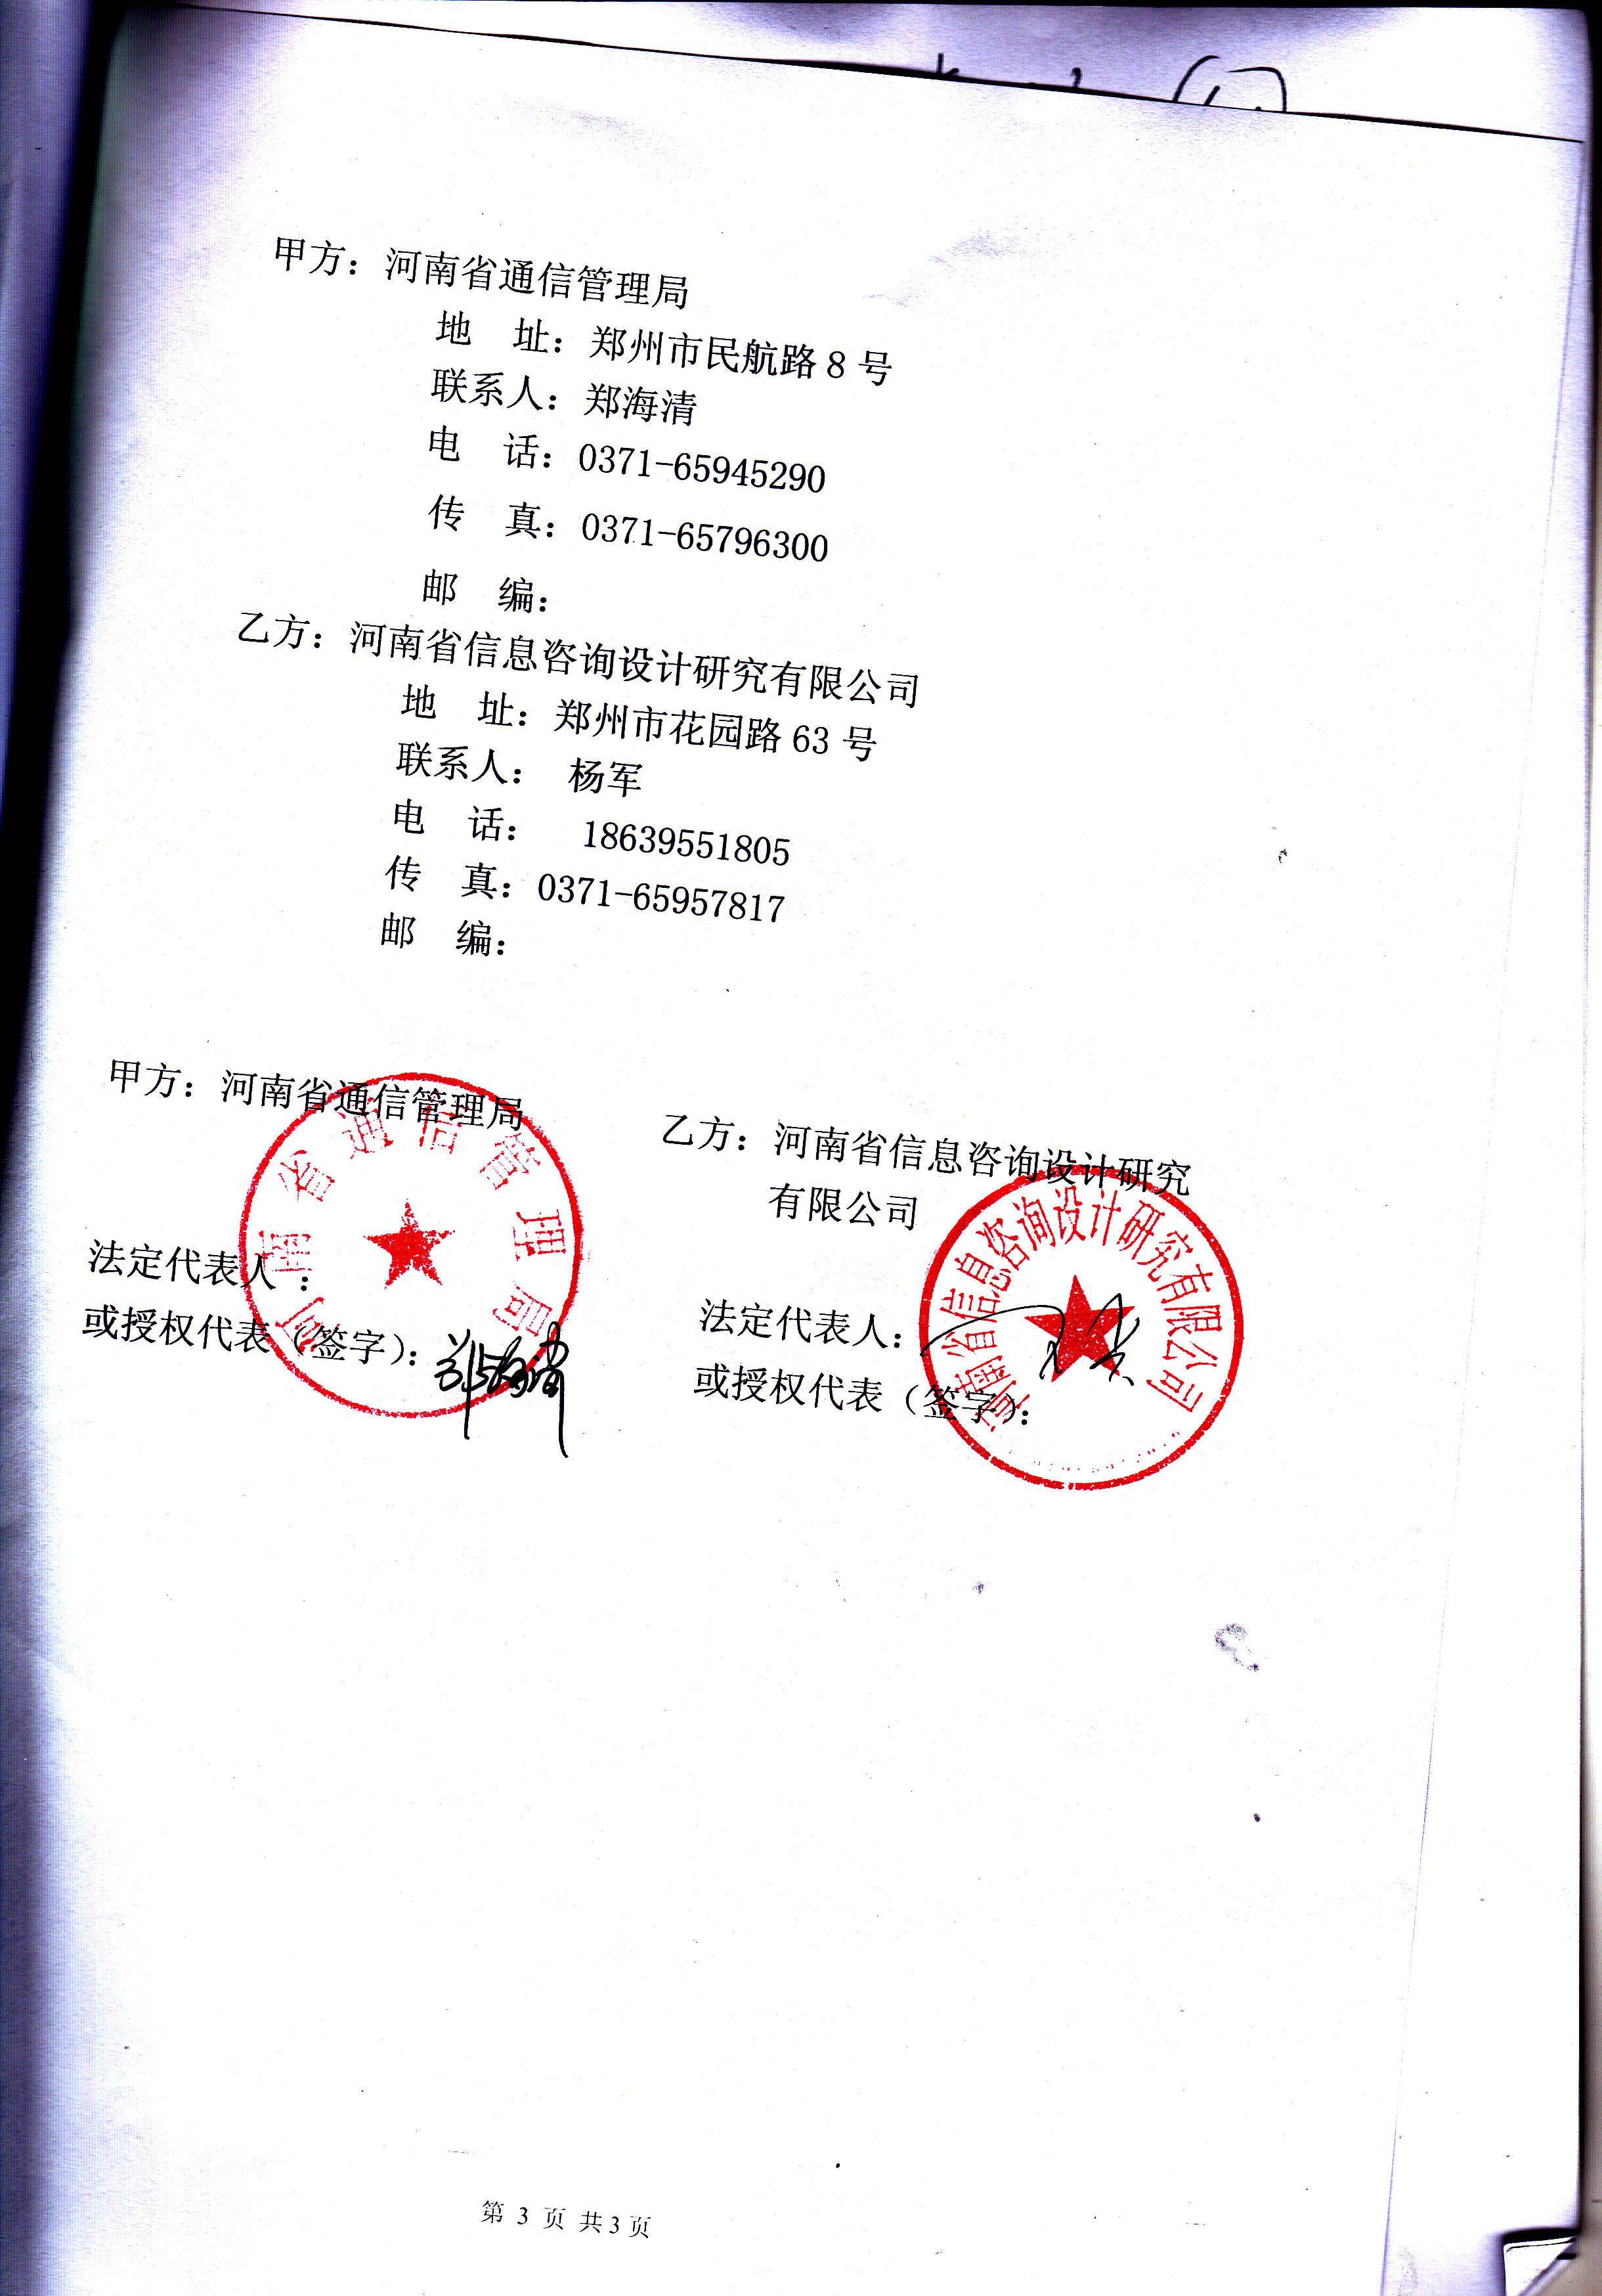 甲方：河南省通信管理局
地　址：郑州市民航路 8 号
联系人：郑海清
电　话：0371-65945290
传　真：0371-65796300
邮　编：
乙方：河南省信息咨询设计研究有限公司
地　址：郑州市花园路 63 号
联系人：　杨军
电　话：　18639551805
传　真：0371-65957817
邮　编：
甲方：河南省通信管理局
河南省通信管理局
法定代表人 ：
或授权代表（签字）：郑海清
乙方：河南省信息咨询设计研究
有限公司
河南省信息咨询设计研究有限公司
法定代表人：
或授权代表（签字）：
第 3 页 共 3 页